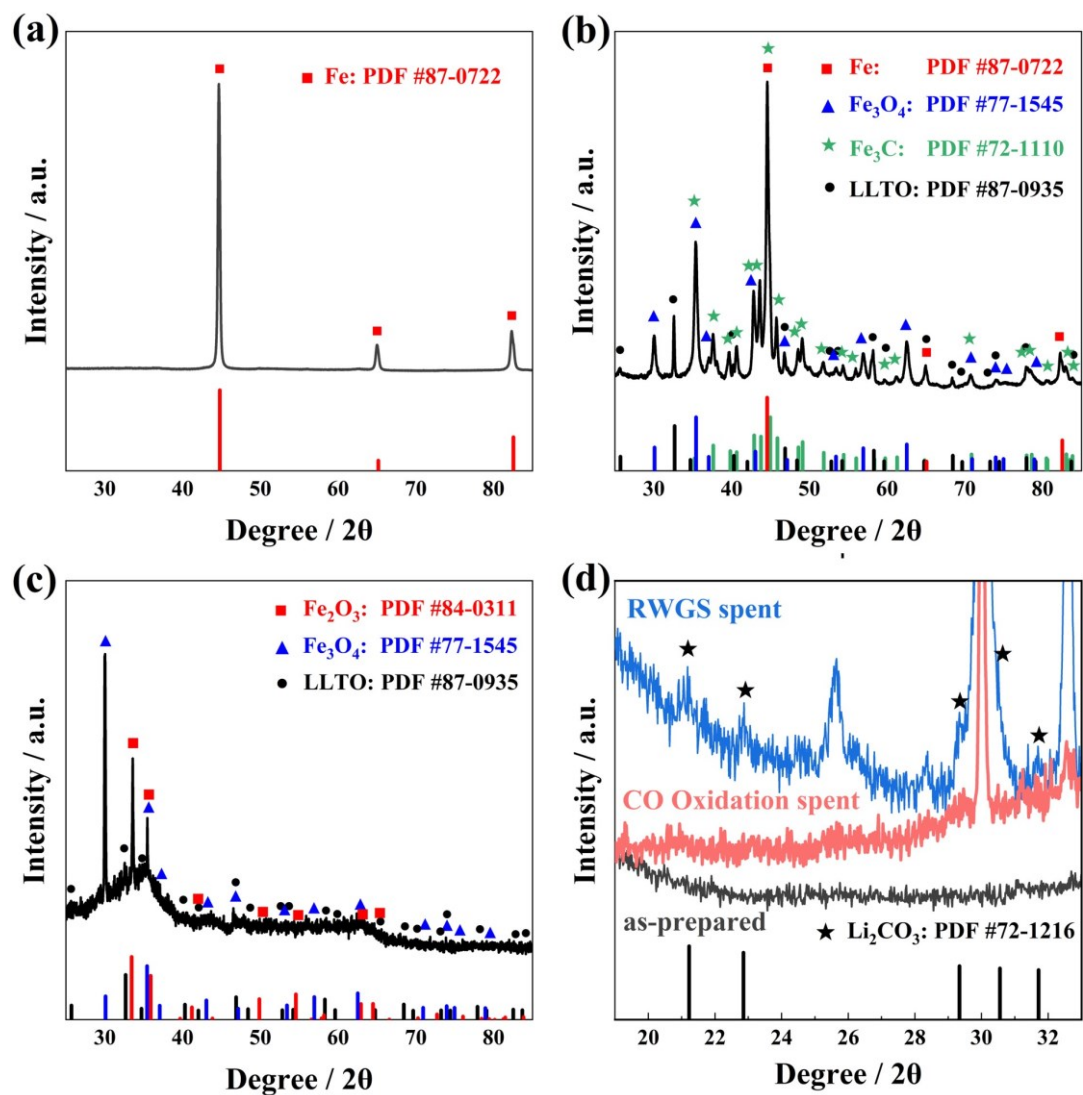 (a)
■ Fe: PDF #87-0722
Intensity / a.u.
30 40 50 60 70 80
Degree / 2θ
(b)
■ Fe: PDF #87-0722
▲ Fe₃O₄: PDF #77-1545
★ Fe₃C: PDF #72-1110
● LLTO: PDF #87-0935
Intensity / a.u.
30 40 50 60 70 80
Degree / 2θ
(c)
■ Fe₂O₃: PDF #84-0311
▲ Fe₃O₄: PDF #77-1545
● LLTO: PDF #87-0935
Intensity / a.u.
30 40 50 60 70 80
Degree / 2θ
(d)
RWGS spent
CO Oxidation spent
as-prepared
★ Li₂CO₃: PDF #72-1216
Intensity / a.u.
20 22 24 26 28 30 32
Degree / 2θ